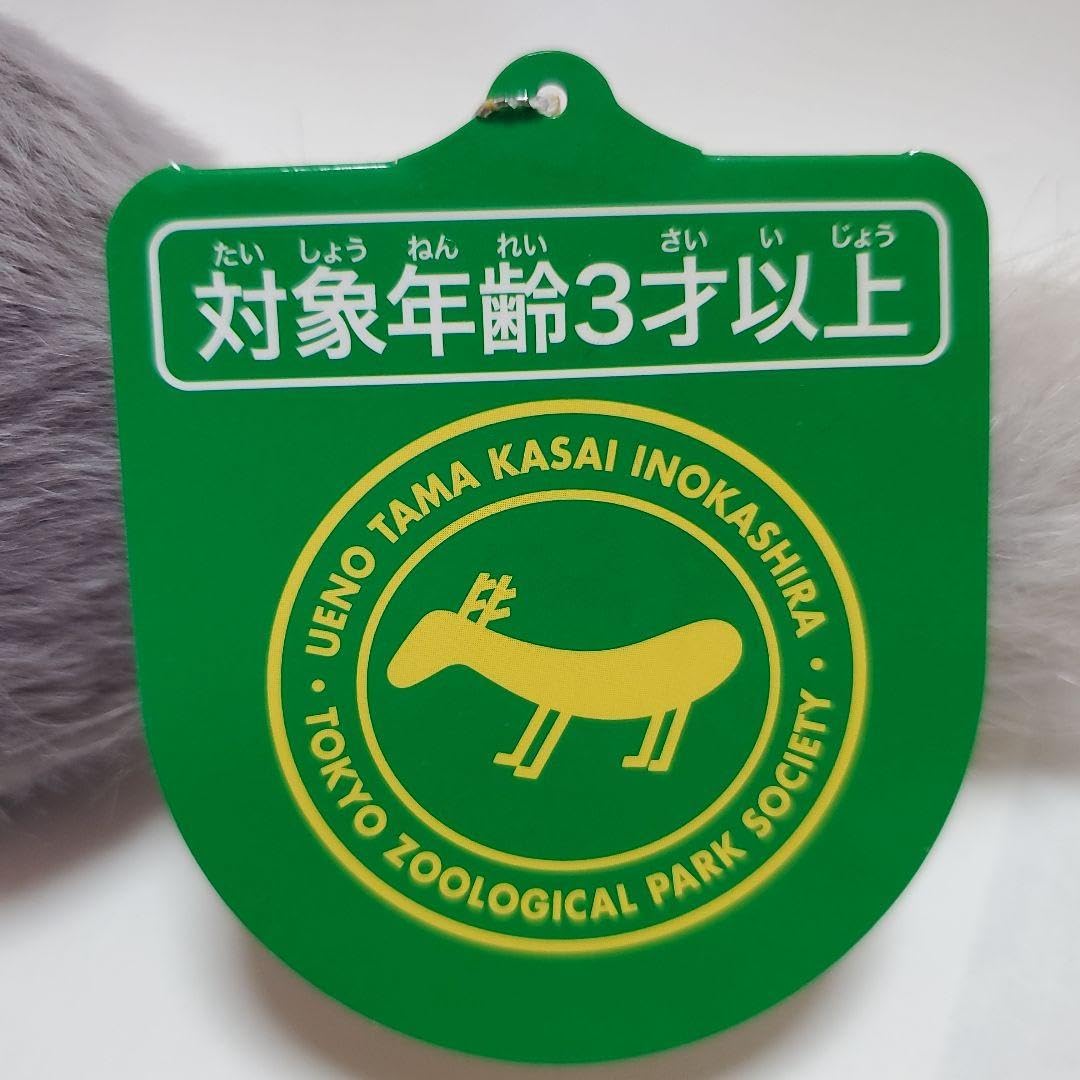 たい しょう ねん れい さい い じょう
対象年齢3才以上
UENO TAMA KASAI INOKASHIRA
• TOKYO ZOOLOGICAL PARK SOCIETY •